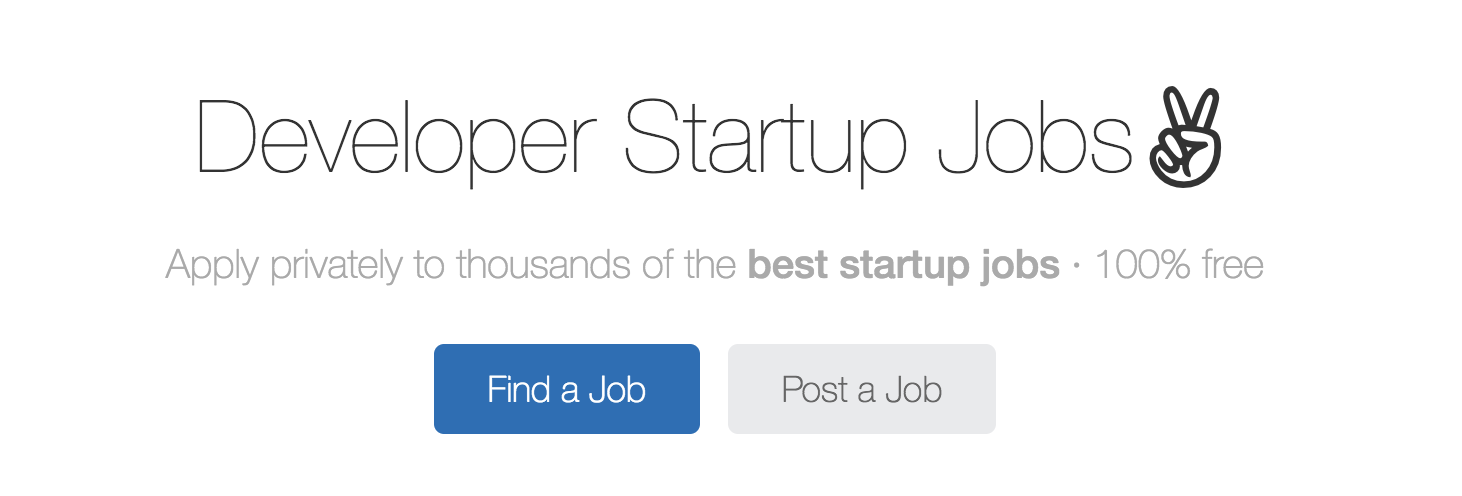 Developer Startup Jobs✌
Apply privately to thousands of the best startup jobs · 100% free
Find a Job
Post a Job